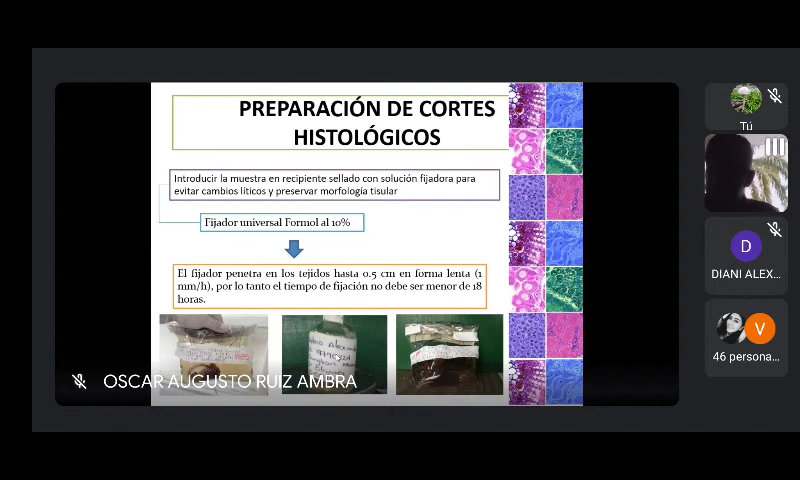 PREPARACIÓN DE CORTES
HISTOLÓGICOS
Introducir la muestra en recipiente sellado con solución fijadora para
evitar cambios líticos y preservar morfología tisular
Fijador universal Formol al 10%
El fijador penetra en los tejidos hasta 0.5 cm en forma lenta (1
mm/h), por lo tanto el tiempo de fijación no debe ser menor de 18
horas.
OSCAR AUGUSTO RUIZ AMBRA
Tú
D
DIANI ALEX...
V
46 persona...